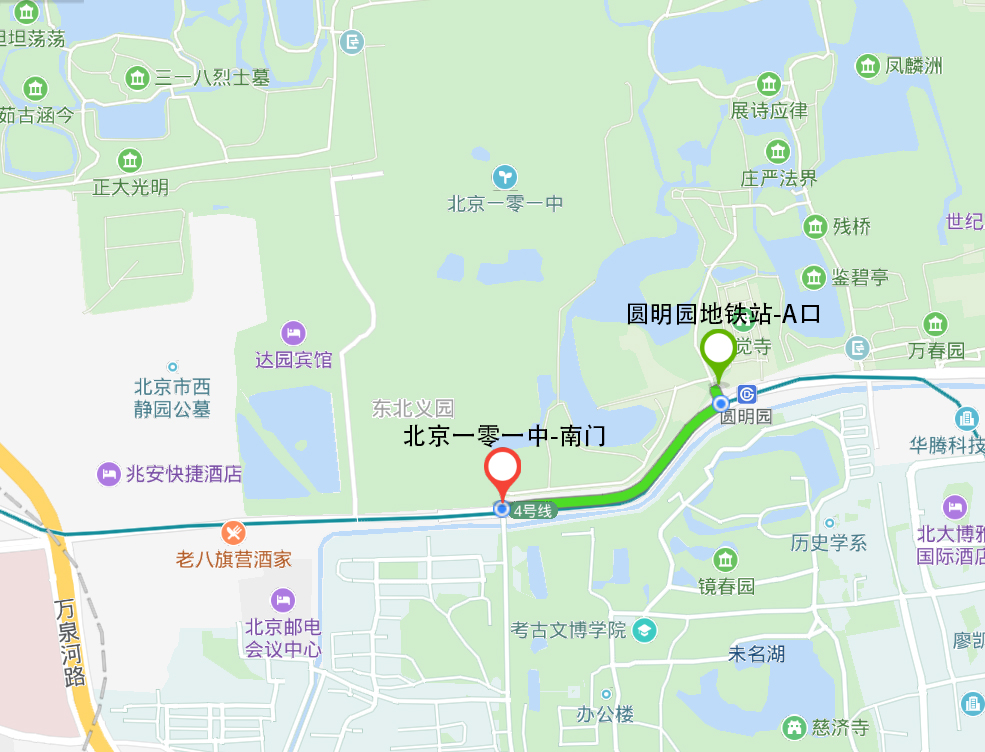 坦坦荡荡
三一八烈士墓
茹古涵今
正大光明
凤麟洲
展诗应律
庄严法界
北京一零一中
残桥
世纪
鉴碧亭
圆明园地铁站-A口
觉寺
万春园
达园宾馆
北京市西
静园公墓
东北义园
圆明园
北京一零一中-南门
华腾科技
兆安快捷酒店
4号线
北大博雅
国际酒店
老八旗营酒家
历史学系
镜春园
万泉河路
北京邮电
会议中心
考古文博学院
未名湖
廖凯
办公楼
慈济寺